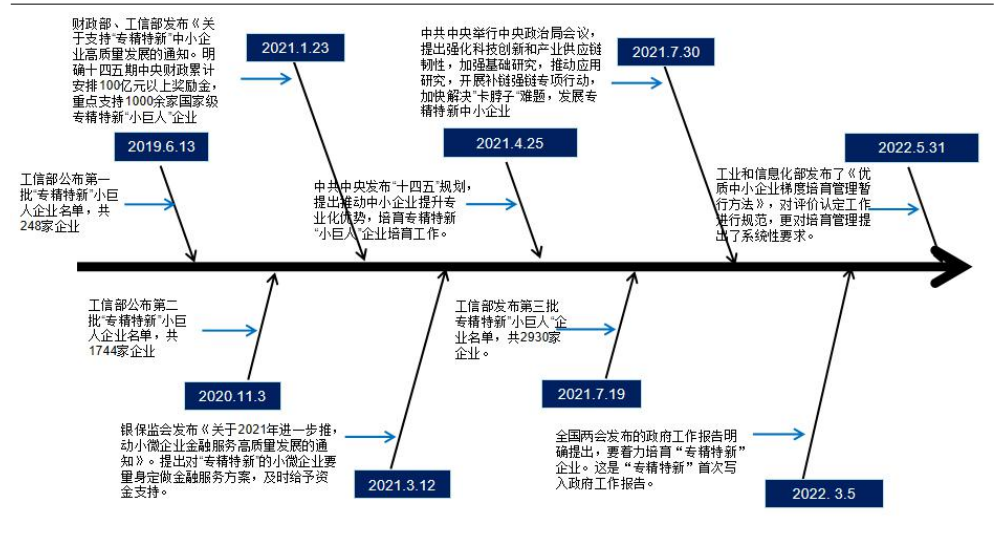 财政部、工信部发布《关
于支持“专精特新”中小企
业高质量发展的通知。明
确十四五期中央财政累计
安排100亿元以上奖励金，
重点支持1000余家国家级
专精特新“小巨人”企业
2021.1.23
中共中央举行中央政治局会议，
提出强化科技创新和产业供应链
韧性，加强基础研究，推动应用
研究，开展补链强链专项行动，
加快解决“卡脖子“难题，发展专
精特新中小企业
2021.7.30
2019.6.13
工信部公布第一
批“专精特新”小巨
人企业名单，共
248家企业
2021.4.25
中共中央发布“十四五”规划，
提出推动中小企业提升专
业化优势，培育专精特新
“小巨人”企业培育工作。
2022.5.31
工业和信息化部发布了《优
质中小企业梯度培育管理暂
行方法》，对评价认定工作
进行规范，更对培育管理提
出了系统性要求。
工信部公布第二
批“专精特新”小巨
人企业名单，共
1744家企业
2020.11.3
工信部发布第三批
专精特新”小巨人“企
业名单，共2930家
企业。
2021.7.19
银保监会发布《关于2021年进一步推，
动小微企业金融服务高质量发展的通
知》。提出对“专精特新”的小微企业要
量身定做金融服务方案，及时给予资
金支持。
2021.3.12
全国两会发布的政府工作报告明
确提出，要着力培育“专精特新”
企业。这是“专精特新”首次写
入政府工作报告。
2022. 3.5